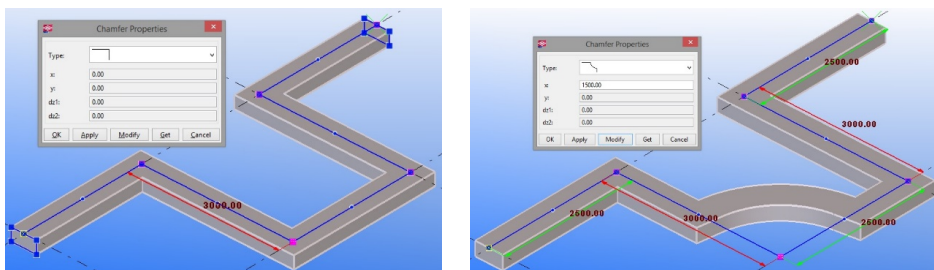 Chamfer Properties
Type:
x: 0.00
y: 0.00
dz1: 0.00
dz2: 0.00
OK Apply Modify Get Cancel
3000.00
Chamfer Properties
Type:
x: 1500.00
y: 0.00
dz1: 0.00
dz2: 0.00
OK Apply Modify Get Cancel
2500.00
3000.00
2500.00
3000.00
2500.00